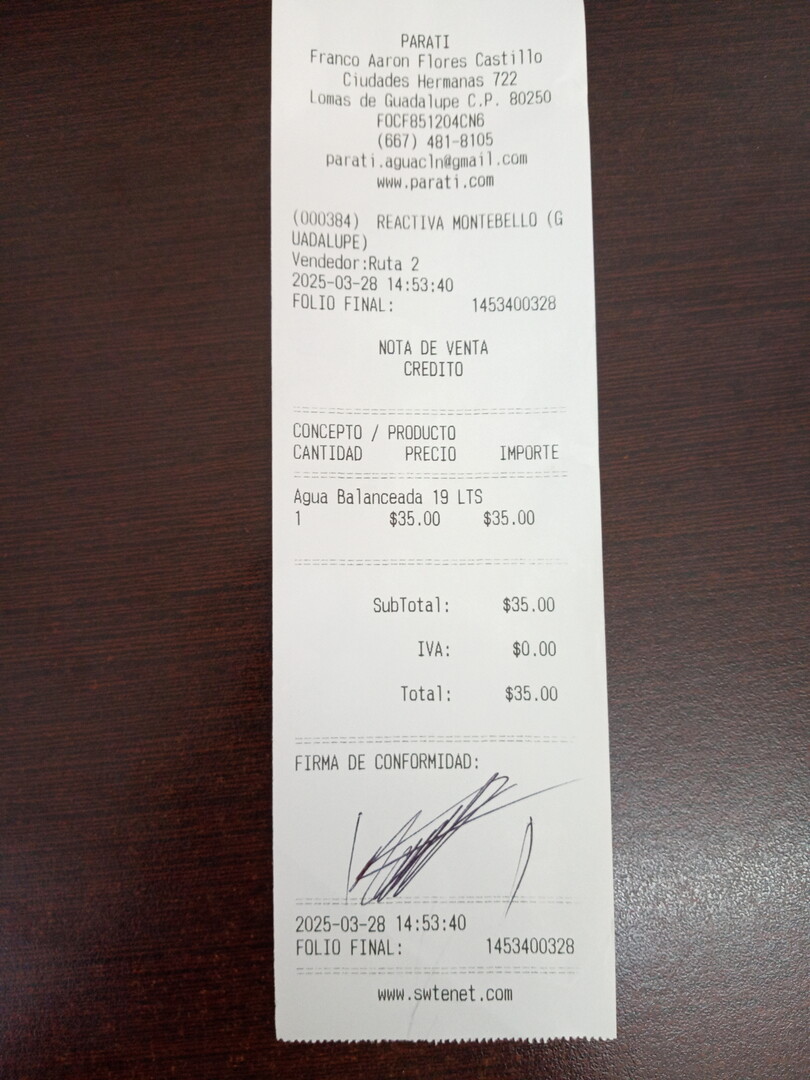 PARATI
Franco Aaron Flores Castillo
Ciudades Hermanas 722
Lomas de Guadalupe C.P. 80250
FOCF851204CN6
(667) 481-8105
parati.aguacln@gmail.com
www.parati.com
(000384) REACTIVA MONTEBELLO (G
UADALUPE)
Vendedor:Ruta 2
2025-03-28 14:53:40
FOLIO FINAL: 1453400328
NOTA DE VENTA
CREDITO
CONCEPTO / PRODUCTO
CANTIDAD PRECIO IMPORTE
Agua Balanceada 19 LTS
1 $35.00 $35.00
SubTotal: $35.00
IVA: $0.00
Total: $35.00
FIRMA DE CONFORMIDAD:
2025-03-28 14:53:40
FOLIO FINAL: 1453400328
www.swtenet.com